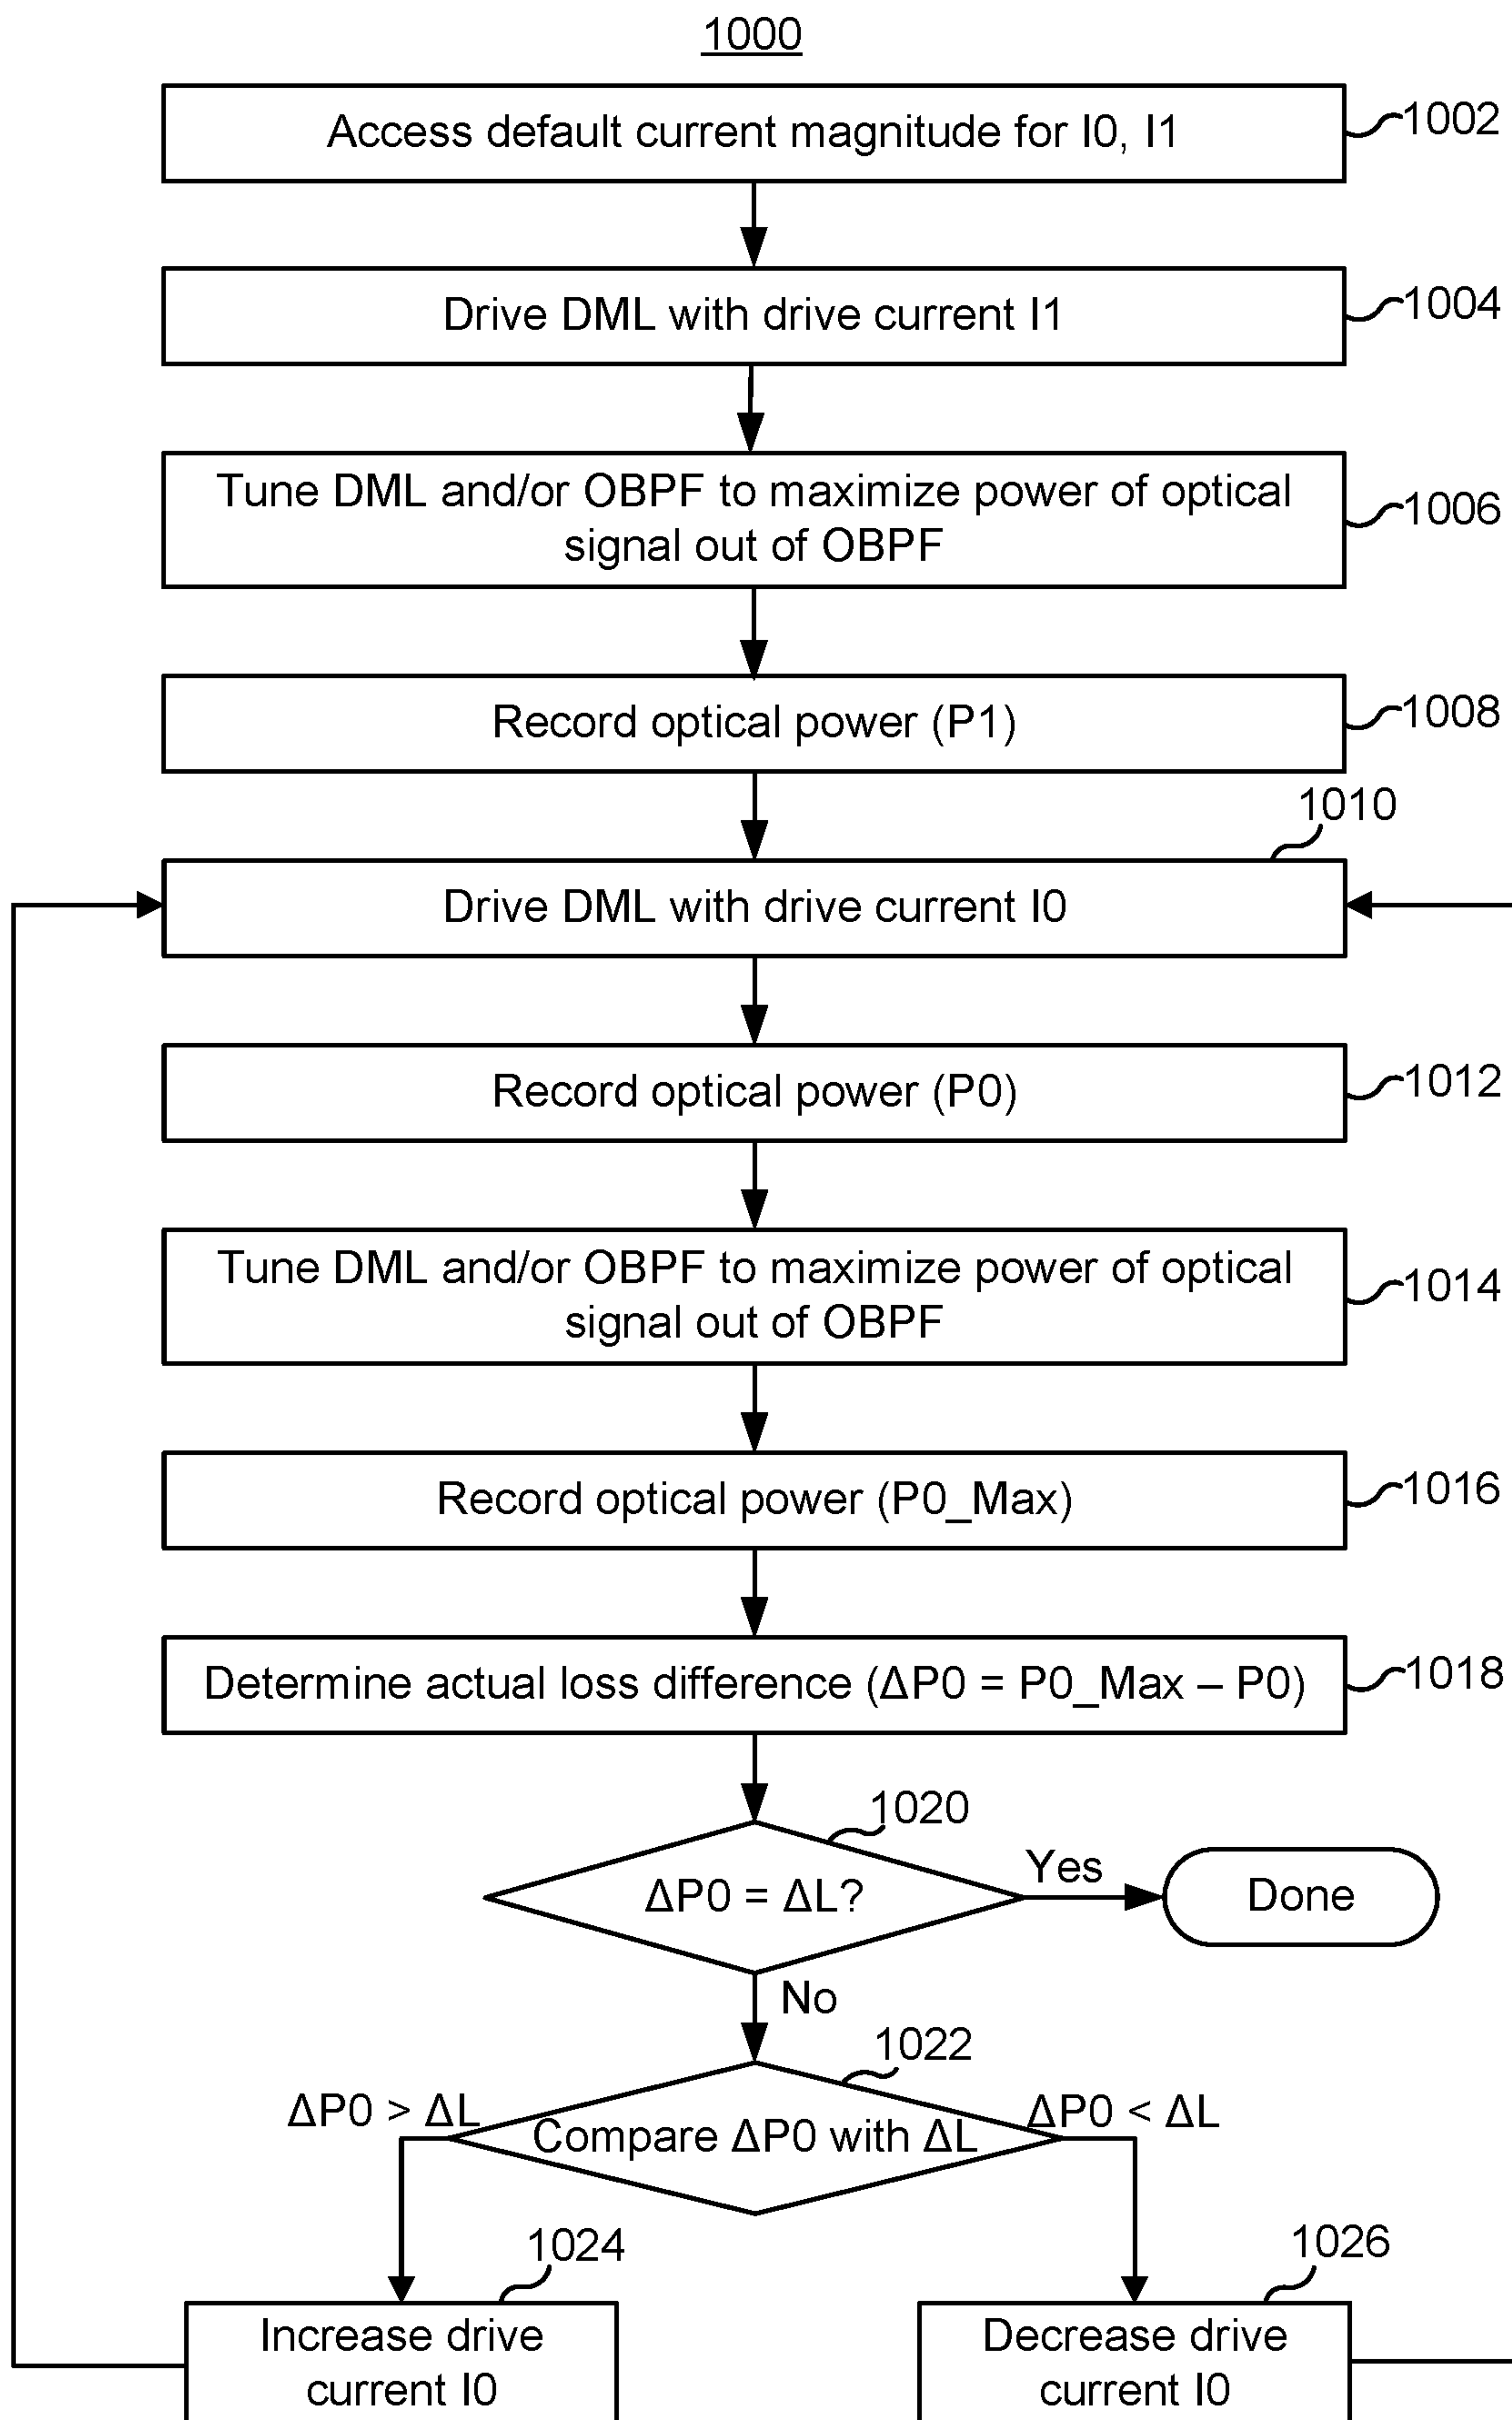 1000
Access default current magnitude for I0, I1
1002
Drive DML with drive current I1
1004
Tune DML and/or OBPF to maximize power of optical
signal out of OBPF
1006
Record optical power (P1)
1008
1010
Drive DML with drive current I0
Record optical power (P0)
1012
Tune DML and/or OBPF to maximize power of optical
signal out of OBPF
1014
Record optical power (P0_Max)
1016
Determine actual loss difference (ΔP0 = P0_Max – P0)
1018
1020
ΔP0 = ΔL?
Yes
Done
No
1022
ΔP0 > ΔL
Compare ΔP0 with ΔL
ΔP0 < ΔL
1024
Increase drive
current I0
1026
Decrease drive
current I0